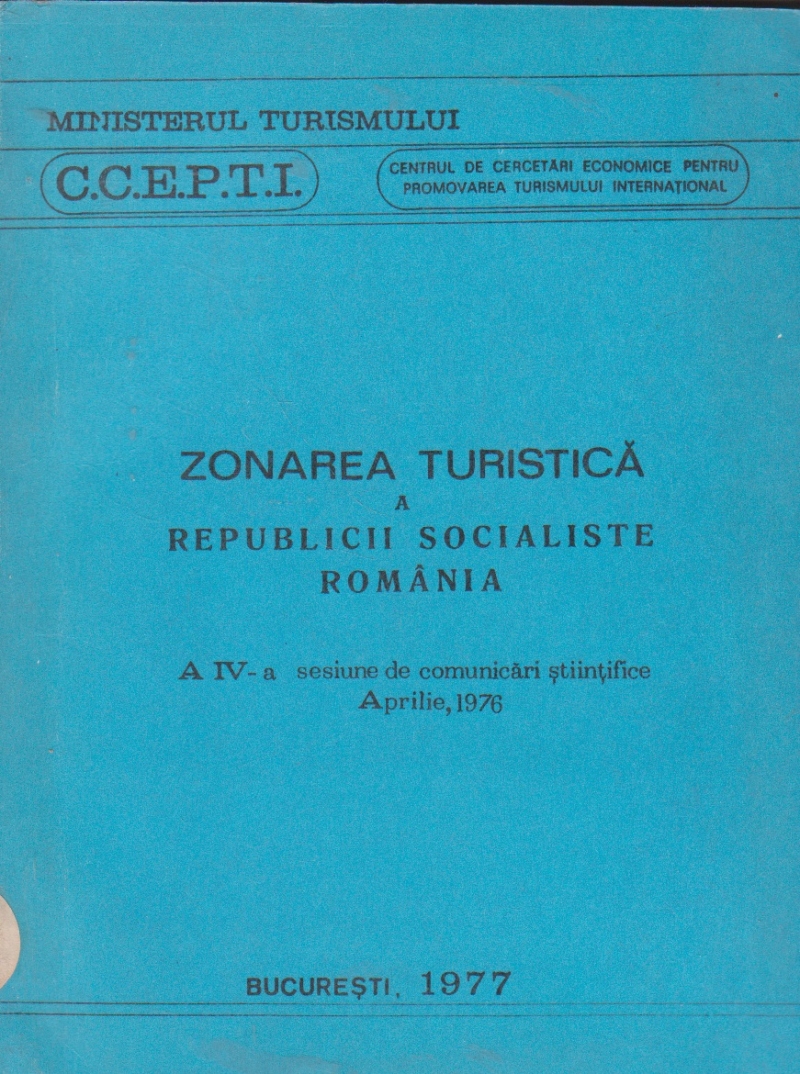 MINISTERUL TURISMULUI
C.C.E.P.T.I.
CENTRUL DE CERCETĂRI ECONOMICE PENTRU
PROMOVAREA TURISMULUI INTERNAȚIONAL
ZONAREA TURISTICĂ
A
REPUBLICII SOCIALISTE
ROMÂNIA
A IV-a sesiune de comunicări științifice
Aprilie, 1976
BUCUREȘTI, 1977